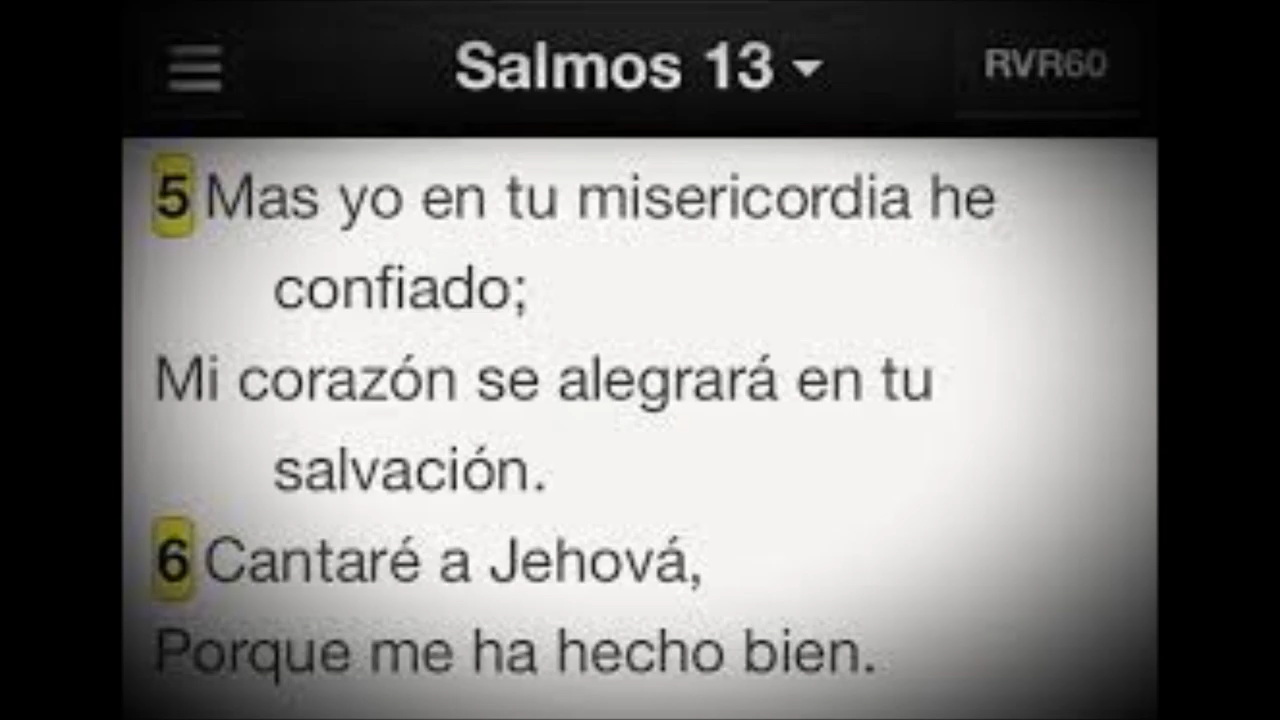 Salmos 13
RVR60
5 Mas yo en tu misericordia he
confiado;
Mi corazón se alegrará en tu
salvación.
6 Cantaré a Jehová,
Porque me ha hecho bien.